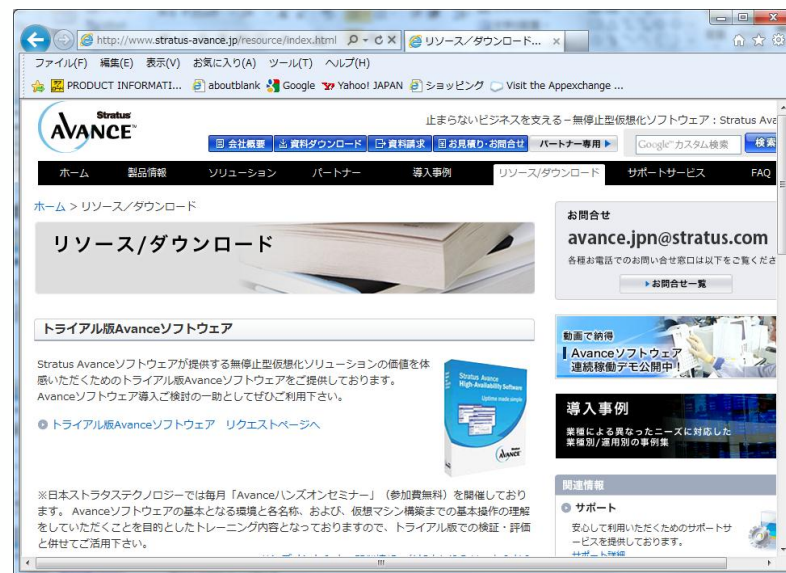 http://www.stratus-avance.jp/resource/index.html
リソース／ダウンロード...
ファイル(F) 編集(E) 表示(V) お気に入り(A) ツール(T) ヘルプ(H)
PRODUCT INFORMATI... aboutblank Google Yahoo! JAPAN ショッピング Visit the Appexchange ...
Stratus
AVANCE
止まらないビジネスを支える－無停止型仮想化ソフトウェア：Stratus Ava
会社概要 資料ダウンロード 資料請求 お見積り・お問合せ パートナー専用 Google カスタム検索 検索
ホーム 製品情報 ソリューション パートナー 導入事例 リソース/ダウンロード サポートサービス FAQ
ホーム > リソース／ダウンロード
リソース/ダウンロード
お問合せ
avance.jpn@stratus.com
各種お電話でのお問い合せ窓口は以下をご覧くださ
お問合せ一覧
トライアル版Avanceソフトウェア
Stratus Avanceソフトウェアが提供する無停止型仮想化ソリューションの価値を体
感いただくためのトライアル版Avanceソフトウェアをご提供しております。
Avanceソフトウェア導入ご検討の一助としてぜひご利用下さい。
トライアル版Avanceソフトウェア リクエストページへ
Stratus Avance
High-Availability Software
Uptime made simple
AVANCE
動画で納得
Avanceソフトウェア
連続稼働デモ公開中！
導入事例
業種による異なったニーズに対応した
業種別/運用別の事例集
※日本ストラタステクノロジーでは毎月「Avanceハンズオンセミナー」（参加費無料）を開催しており
ます。 Avanceソフトウェアの基本となる環境と各名称、および、仮想マシン構築までの基本操作の理解
をしていただくことを目的としたトレーニング内容となっておりますので、トライアル版での検証・評価
と併せてご活用下さい。
関連情報
サポート
安心して利用いただくためのサポートサ
ービスを提供しております。
サポート詳細